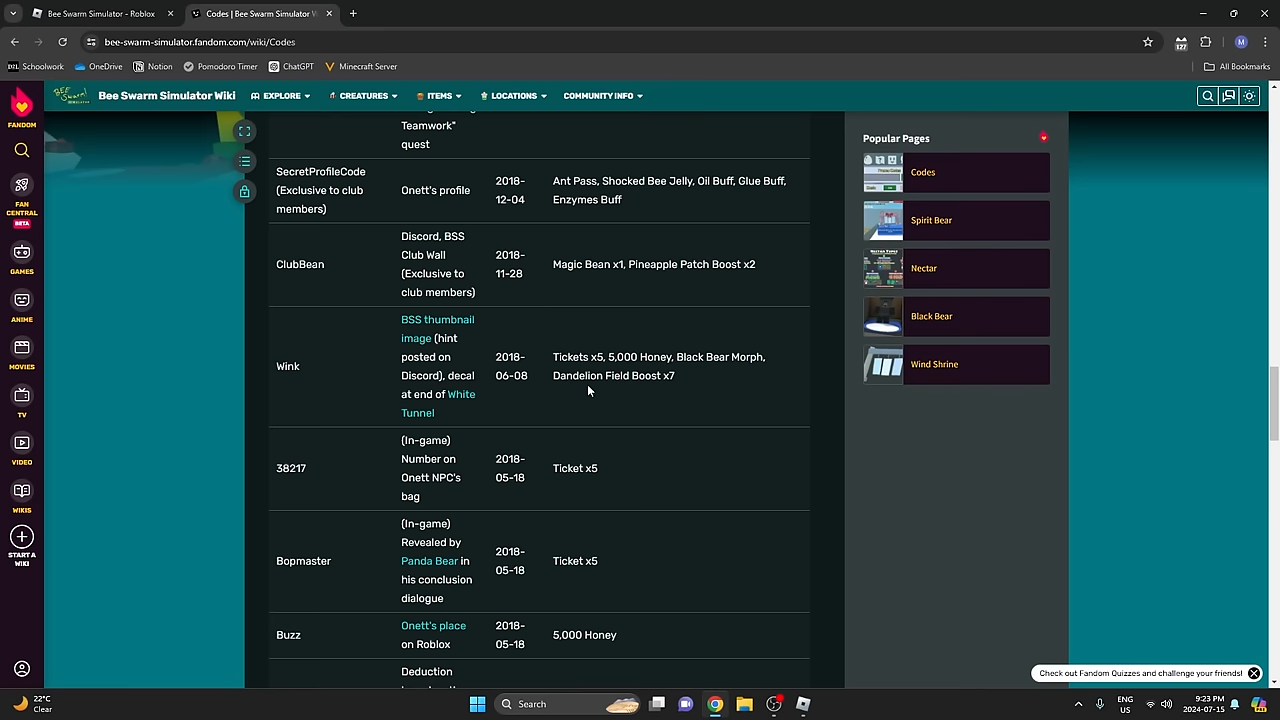 Bee Swarm Simulator - Roblox
Codes | Bee Swarm Simulator W
bee-swarm-simulator.fandom.com/wiki/Codes
127
M
Schoolwork
OneDrive
Notion
Pomodoro Timer
ChatGPT
Minecraft Server
All Bookmarks
Bee Swarm Simulator Wiki
EXPLORE
CREATURES
ITEMS
LOCATIONS
COMMUNITY INFO
FANDOM
FAN
CENTRAL
BETA
GAMES
ANIME
MOVIES
TV
VIDEO
WIKIS
START A
WIKI
Teamwork"
quest
SecretProfileCode
(Exclusive to club
members)
Onett's profile
2018-
12-04
Ant Pass, Shocked Bee Jelly, Oil Buff, Glue Buff,
Enzymes Buff
ClubBean
Discord, BSS
Club Wall
(Exclusive to
club members)
2018-
11-28
Magic Bean x1, Pineapple Patch Boost x2
Wink
BSS thumbnail
image (hint
posted on
Discord), decal
at end of White
Tunnel
2018-
06-08
Tickets x5, 5,000 Honey, Black Bear Morph,
Dandelion Field Boost x7
38217
(In-game)
Number on
Onett NPC's
bag
2018-
05-18
Ticket x5
Bopmaster
(In-game)
Revealed by
Panda Bear in
his conclusion
dialogue
2018-
05-18
Ticket x5
Buzz
Onett's place
on Roblox
2018-
05-18
5,000 Honey
Deduction
Popular Pages
Codes
Spirit Bear
Nectar
Black Bear
Wind Shrine
Check out Fandom Quizzes and challenge your friends!
22°C
Clear
Search
ENG
US
9:23 PM
2024-07-15